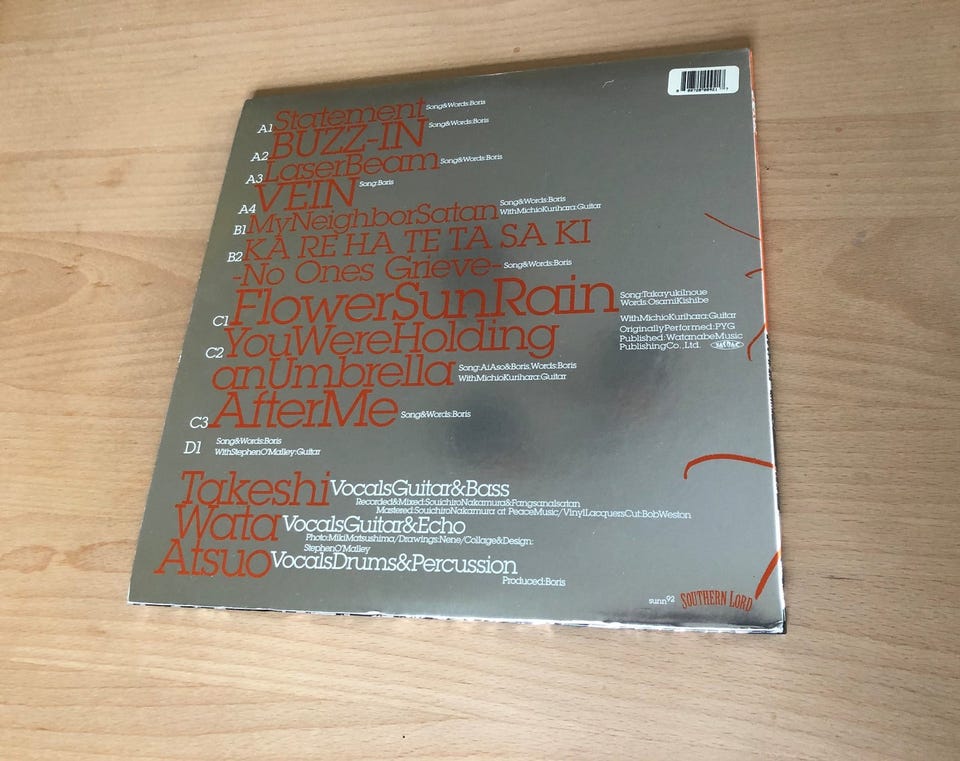 A1 Statement Song&Words:Boris
A2 BUZZ-IN Song&Words:Boris
A3 LaserBeam Song&Words:Boris
A4 VEIN Song:Boris
B1 MyNeighborSatan Song&Words:Boris
WithMichioKurihara:Guitar
B2 KA RE HA TE TA SA KI
-No Ones Grieve- Song&Words:Boris
C1 FlowerSunRain Song:TakayukiInoue
Words:OsamiKishibe
WithMichioKurihara:Guitar
OriginallyPerformed:PYG
Published:WatanabeMusic
PublishingCo.,Ltd.
C2 YouWereHolding
anUmbrella Song:AiAso&Boris,Words:Boris
WithMichioKurihara:Guitar
C3 AfterMe Song&Words:Boris
D1 Song&Words:Boris
WithStephenO'Malley:Guitar
Takeshi VocalsGuitar&Bass
Recorded&Mixed:SouichiroNakamura&Fangsanalsatan
Mastered:SouichiroNakamura at PeaceMusic/VinylLacquersCut:BobWeston
Wata VocalsGuitar&Echo
Photo:MikiMatsushima/Drawings:Nene/Collage&Design:
StephenO'Malley
Atsuo VocalsDrums&Percussion
Produced:Boris
sunn92 SOUTHERN LORD